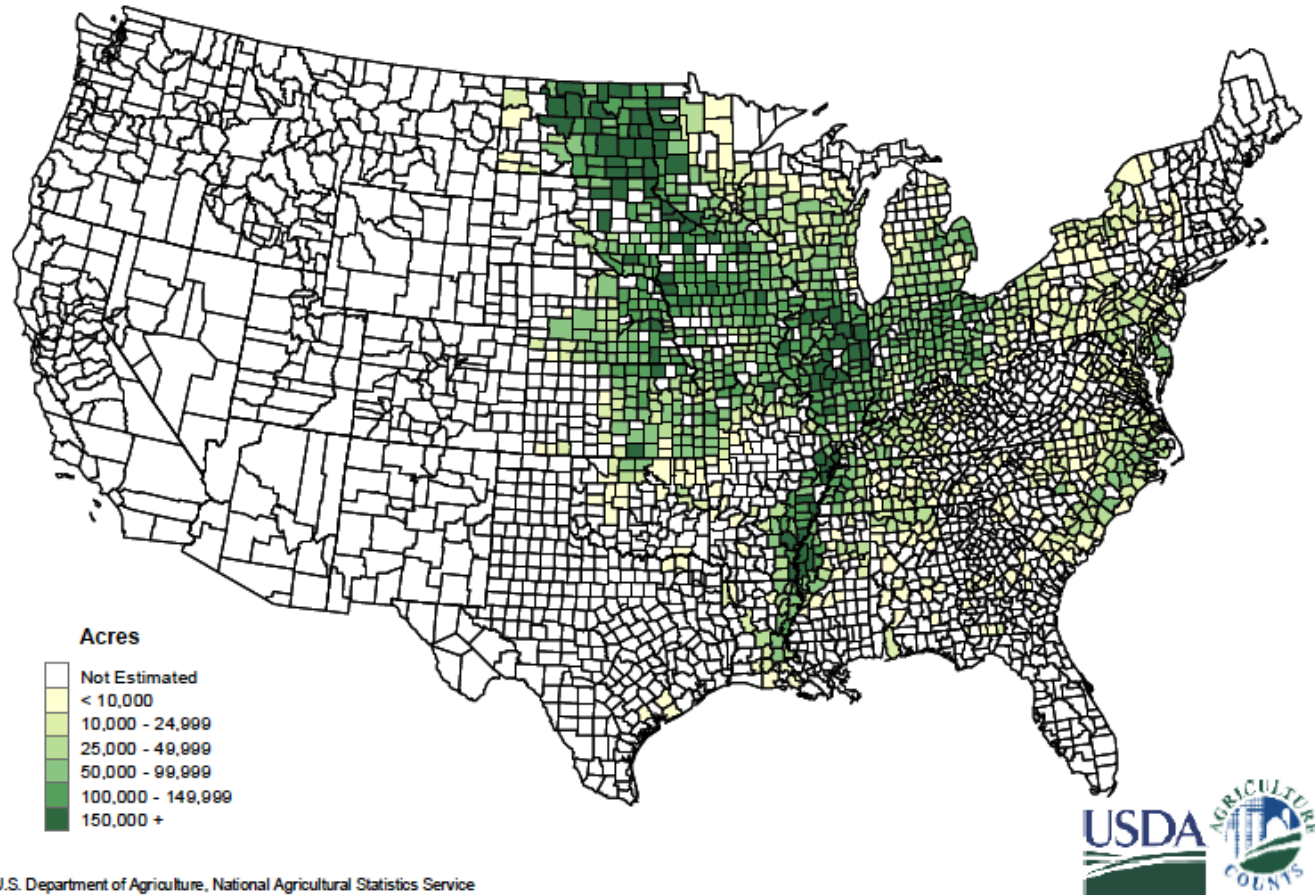 Acres
Not Estimated
< 10,000
10,000 - 24,999
25,000 - 49,999
50,000 - 99,999
100,000 - 149,999
150,000 +
USDA
AGRICULTURE
COUNTS
U.S. Department of Agriculture, National Agricultural Statistics Service